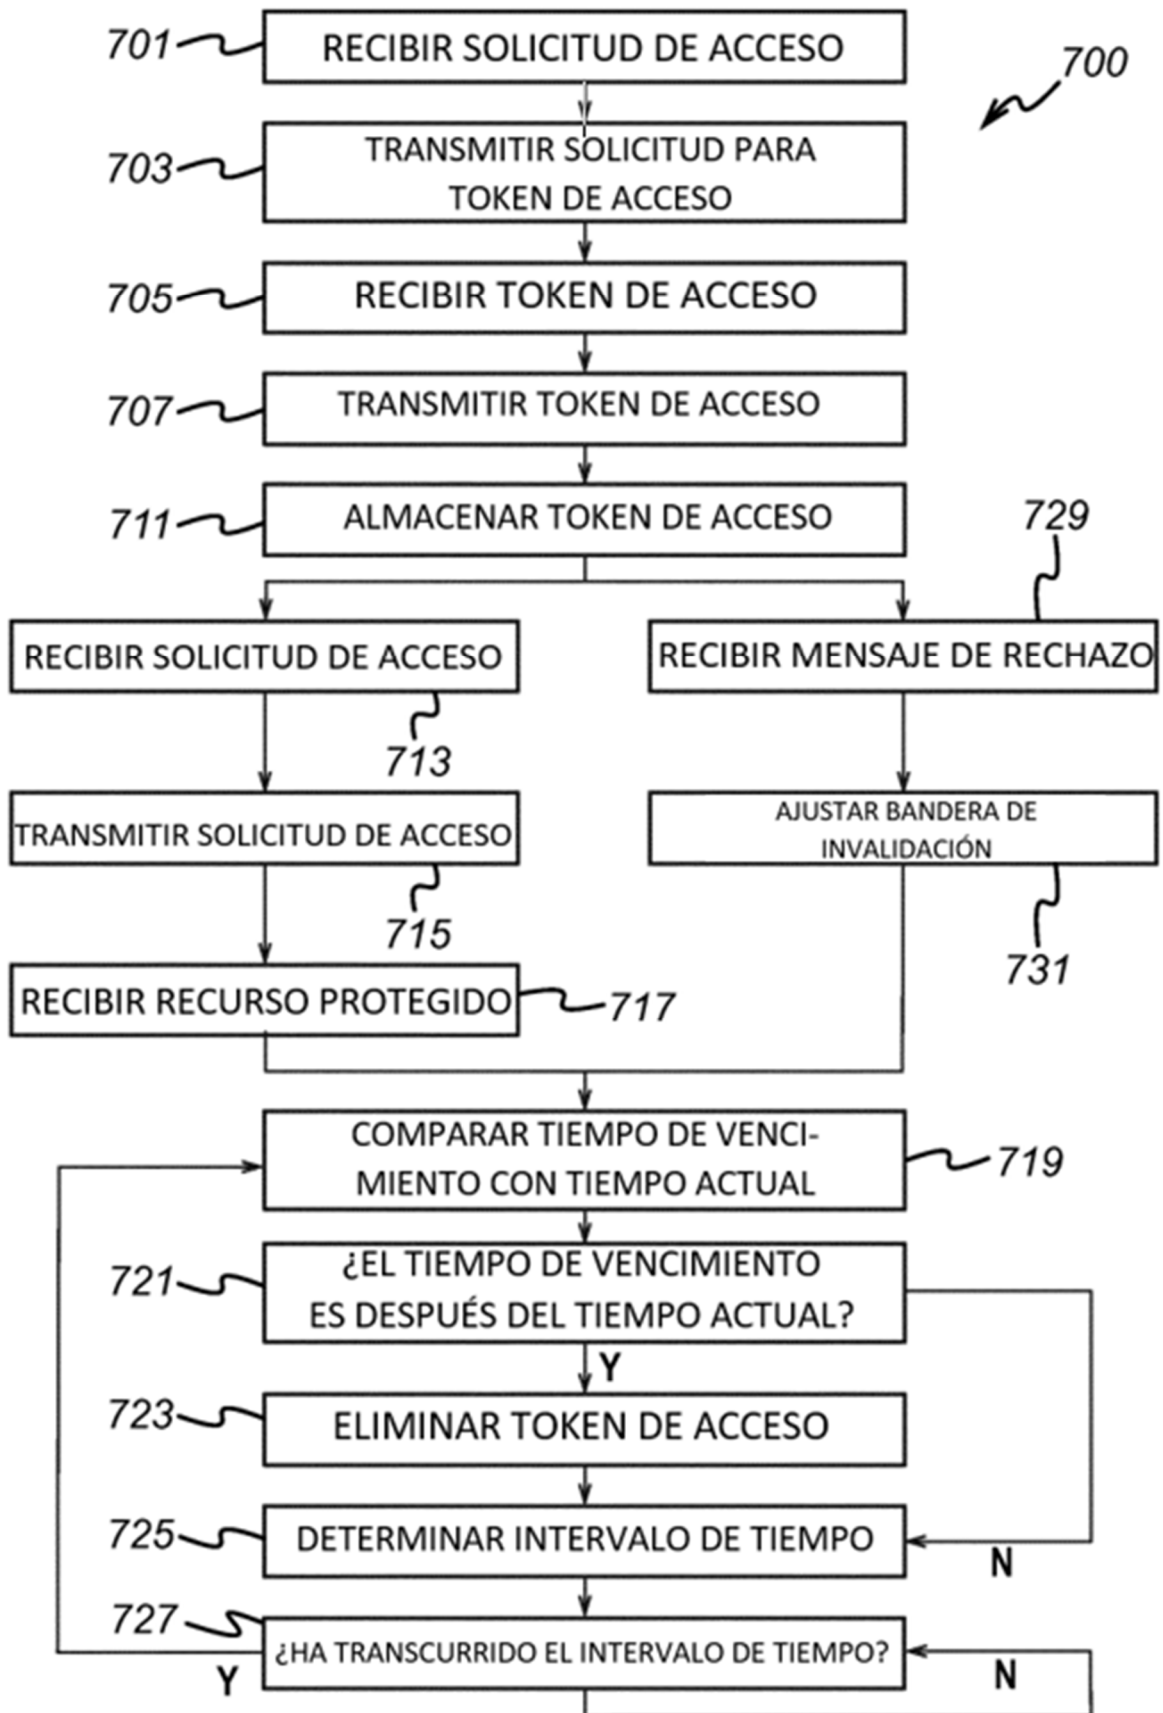 701
RECIBIR SOLICITUD DE ACCESO
700
703
TRANSMITIR SOLICITUD PARA
TOKEN DE ACCESO
705
RECIBIR TOKEN DE ACCESO
707
TRANSMITIR TOKEN DE ACCESO
711
ALMACENAR TOKEN DE ACCESO
729
RECIBIR SOLICITUD DE ACCESO
RECIBIR MENSAJE DE RECHAZO
713
TRANSMITIR SOLICITUD DE ACCESO
AJUSTAR BANDERA DE
INVALIDACIÓN
715
731
RECIBIR RECURSO PROTEGIDO
717
COMPARAR TIEMPO DE VENCI-
MIENTO CON TIEMPO ACTUAL
719
721
¿EL TIEMPO DE VENCIMIENTO
ES DESPUÉS DEL TIEMPO ACTUAL?
Y
723
ELIMINAR TOKEN DE ACCESO
725
DETERMINAR INTERVALO DE TIEMPO
N
727
¿HA TRANSCURRIDO EL INTERVALO DE TIEMPO?
Y
N